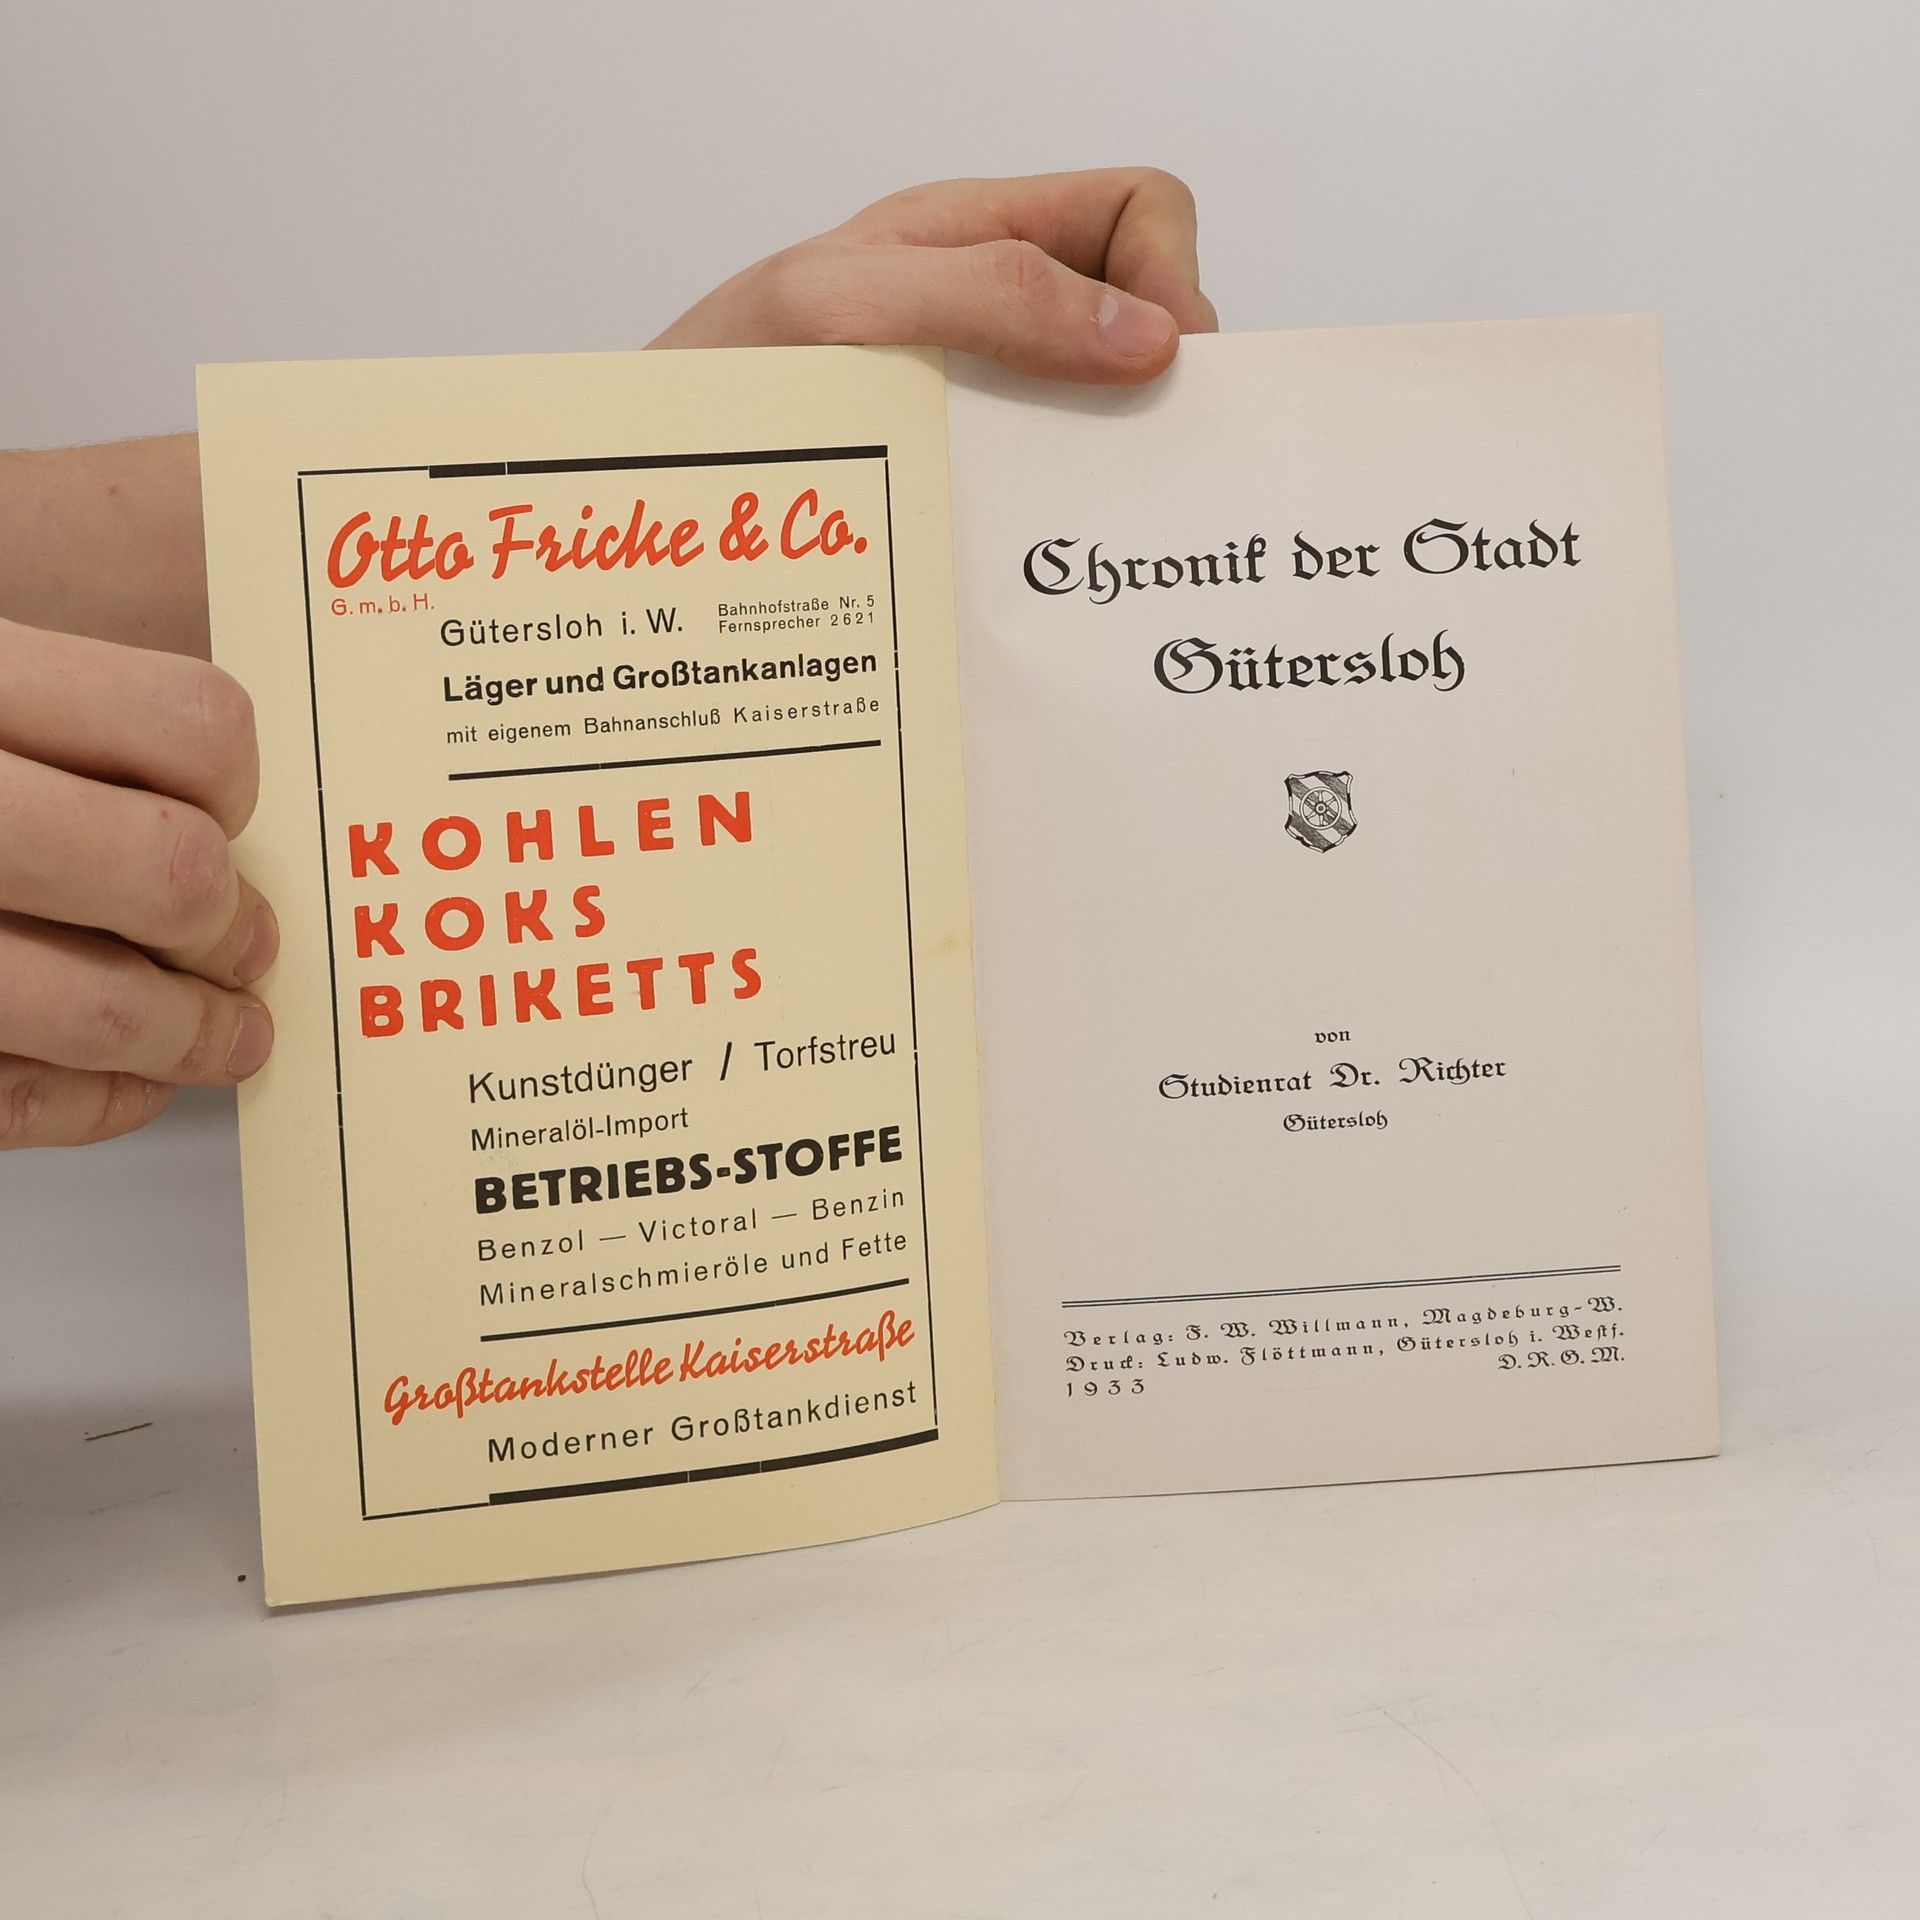 Otto Fricke & Co.
G. m. b. H.
Gütersloh i. W.
Bahnhofstraße Nr. 5
Fernsprecher 2621
Läger und Großtankanlagen
mit eigenem Bahnanschluß Kaiserstraße
KOHLEN
KOKS
BRIKETTS
Kunstdünger / Torfstreu
Mineralöl-Import
BETRIEBS-STOFFE
Benzol — Victoral — Benzin
Mineralschmieröle und Fette
Großtankstelle Kaiserstraße
Moderner Großtankdienst
Chronik der Stadt
Gütersloh
von
Studienrat Dr. Richter
Gütersloh
Verlag: F. W. Willmann, Magdeburg-W.
Druck: Ludw. Flöttmann, Gütersloh i. Westf.
1933 D. R. G. M.